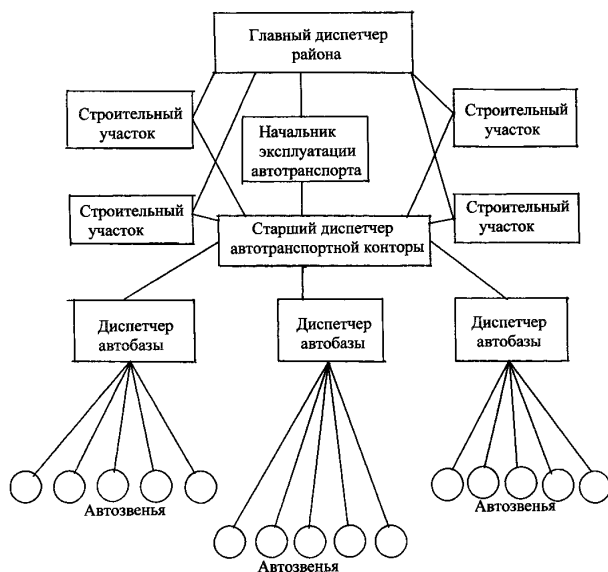 Главный диспетчер
района
Строительный
участок
Начальник
эксплуатации
автотранспорта
Строительный
участок
Строительный
участок
Строительный
участок
Старший диспетчер
автотранспортной конторы
Диспетчер
автобазы
Диспетчер
автобазы
Диспетчер
автобазы
Автозвенья
Автозвенья
Автозвенья